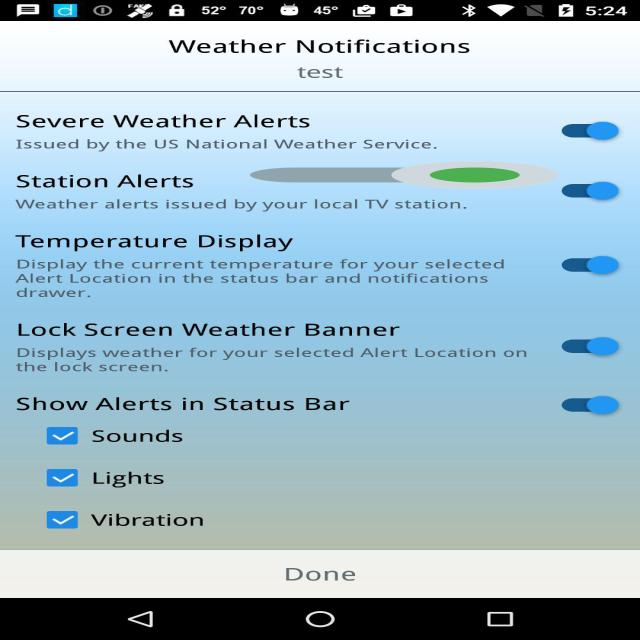 52° 70° 45° 5:24
Weather Notifications
test
Severe Weather Alerts
Issued by the US National Weather Service.
Station Alerts
Weather alerts issued by your local TV station.
Temperature Display
Display the current temperature for your selected
Alert Location in the status bar and notifications
drawer.
Lock Screen Weather Banner
Displays weather for your selected Alert Location on
the lock screen.
Show Alerts in Status Bar
Sounds
Lights
Vibration
Done